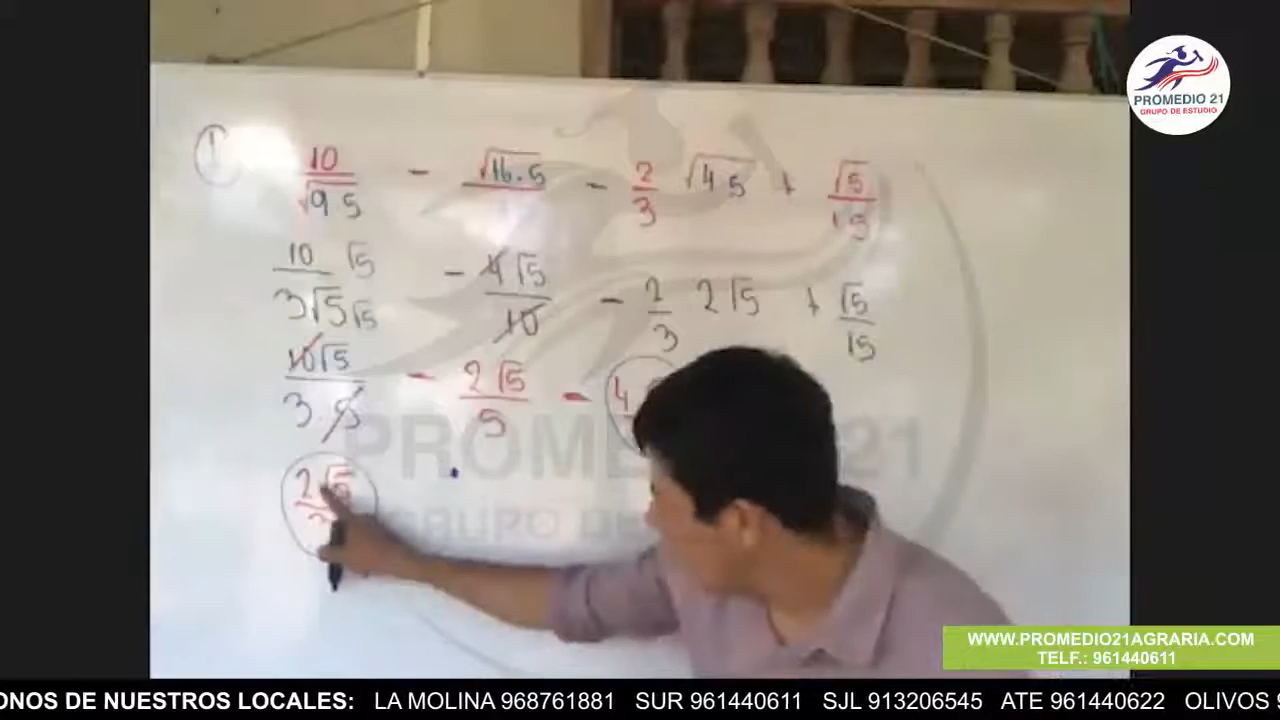 PROMEDIO 21
GRUPO DE ESTUDIO
1
10/√9 5 - √16.5 - 2/3 √4 5 + √5/15
10 √5/3√5 √5 - 4√5/10 - 2/3 2√5 + √5/15
10√5/3 . 5 - 2√5/5 - 4
2√5
PROME 21
GRUPO DE
WWW.PROMEDIO21AGRARIA.COM
TELF.: 961440611
ONOS DE NUESTROS LOCALES: LA MOLINA 968761881 SUR 961440611 SJL 913206545 ATE 961440622 OLIVOS S